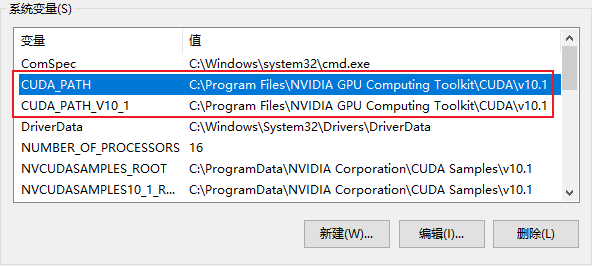 系统变量(S)
变量 值
ComSpec C:\Windows\system32\cmd.exe
CUDA_PATH C:\Program Files\NVIDIA GPU Computing Toolkit\CUDA\v10.1
CUDA_PATH_V10_1 C:\Program Files\NVIDIA GPU Computing Toolkit\CUDA\v10.1
DriverData C:\Windows\System32\Drivers\DriverData
NUMBER_OF_PROCESSORS 16
NVCUDASAMPLES_ROOT C:\ProgramData\NVIDIA Corporation\CUDA Samples\v10.1
NVCUDASAMPLES10_1_R... C:\ProgramData\NVIDIA Corporation\CUDA Samples\v10.1
新建(W)... 编辑(I)... 删除(L)